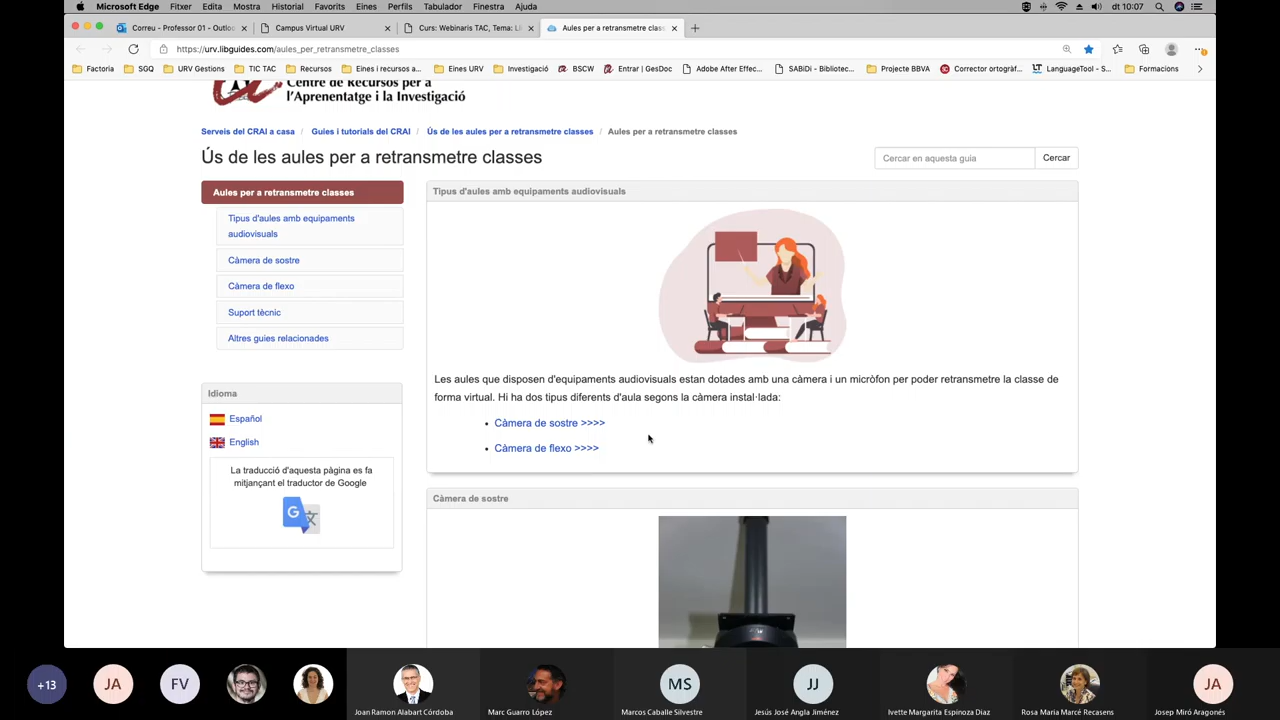 Microsoft Edge Fitxer Edita Mostra Historial Favorits Eines Perfils Tabulador Finestra Ajuda dt 10:07
Correu - Professor 01 - Outloo Campus Virtual URV Curs: Webinaris TAC, Tema: Li Aules per a retransmetre classe
https://urv.libguides.com/aules_per_retransmetre_classes
Factoria SGQ URV Gestions TIC TAC Recursos Eines i recursos a... Eines URV Investigació BSCW Entrar | GesDoc Adobe After Effec... SABiDi - Bibliotec... Projecte BBVA Corrector ortogràf... LanguageTool - S... Formacions
Centre de Recursos per a
l'Aprenentatge i la Investigació
Serveis del CRAI a casa / Guies i tutorials del CRAI / Ús de les aules per a retransmetre classes / Aules per a retransmetre classes
Ús de les aules per a retransmetre classes
Cercar en aquesta guia Cercar
Aules per a retransmetre classes
Tipus d'aules amb equipaments
audiovisuals
Càmera de sostre
Càmera de flexo
Suport tècnic
Altres guies relacionades
Idioma
Español
English
La traducció d'aquesta pàgina es fa
mitjançant el traductor de Google
G
Tipus d'aules amb equipaments audiovisuals
Les aules que disposen d'equipaments audiovisuals estan dotades amb una càmera i un micròfon per poder retransmetre la classe de
forma virtual. Hi ha dos tipus diferents d'aula segons la càmera instal·lada:
• Càmera de sostre >>>>
• Càmera de flexo >>>>
Càmera de sostre
+13 JA FV MS JJ JA
Joan Ramon Alabart Córdoba Marc Guarro López Marcos Caballe Silvestre Jesús José Angla Jiménez Ivette Margarita Espinoza Diaz Rosa Maria Marcé Recasens Josep Miró Aragonés